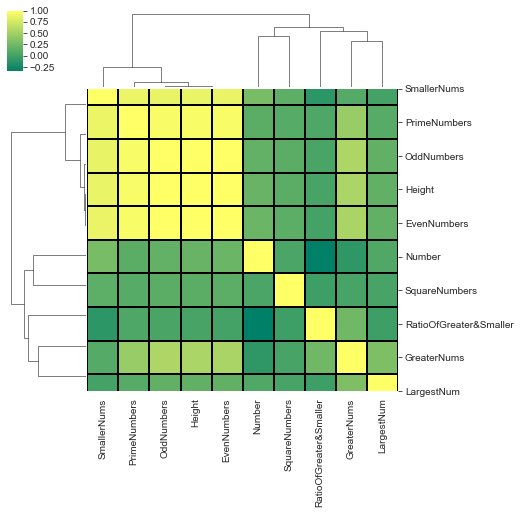 1.00
0.75
0.50
0.25
0.00
−0.25
SmallerNums
PrimeNumbers
OddNumbers
Height
EvenNumbers
Number
SquareNumbers
RatioOfGreater&Smaller
GreaterNums
LargestNum
SmallerNums
PrimeNumbers
OddNumbers
Height
EvenNumbers
Number
SquareNumbers
RatioOfGreater&Smaller
GreaterNums
LargestNum